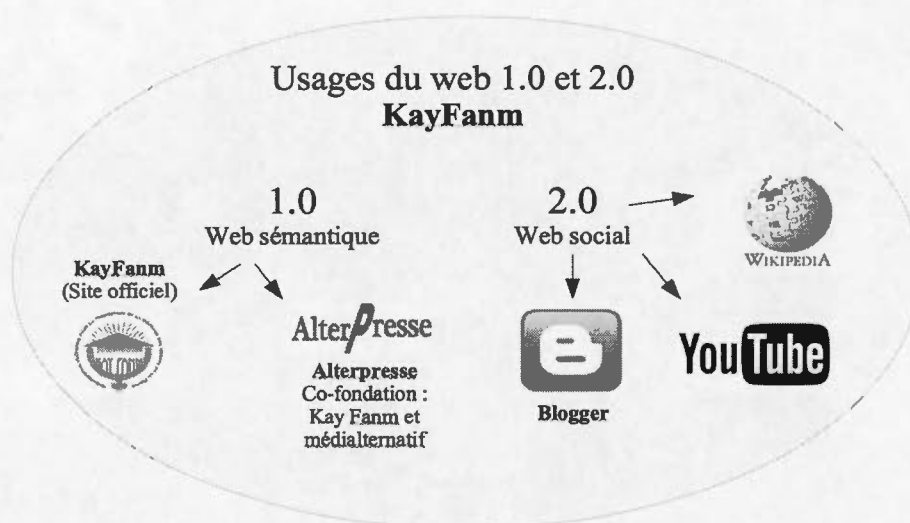 Usages du web 1.0 et 2.0
KayFanm
1.0
Web sémantique
KayFanm
(Site officiel)
AlterPresse
Alterpresse
Co-fondation :
Kay Fanm et
médialternatif
2.0
Web social
WIKIPEDIA
Blogger
YouTube